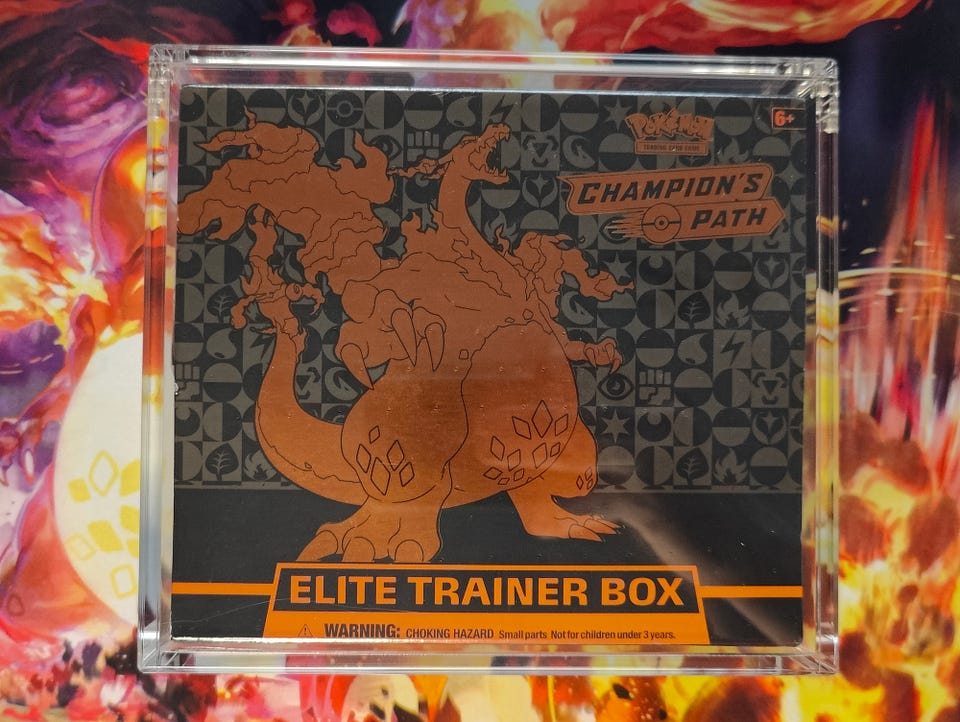 6+
POKÉMON
TRADING CARD GAME
CHAMPION'S
PATH
ELITE TRAINER BOX
WARNING: CHOKING HAZARD Small parts Not for children under 3 years.